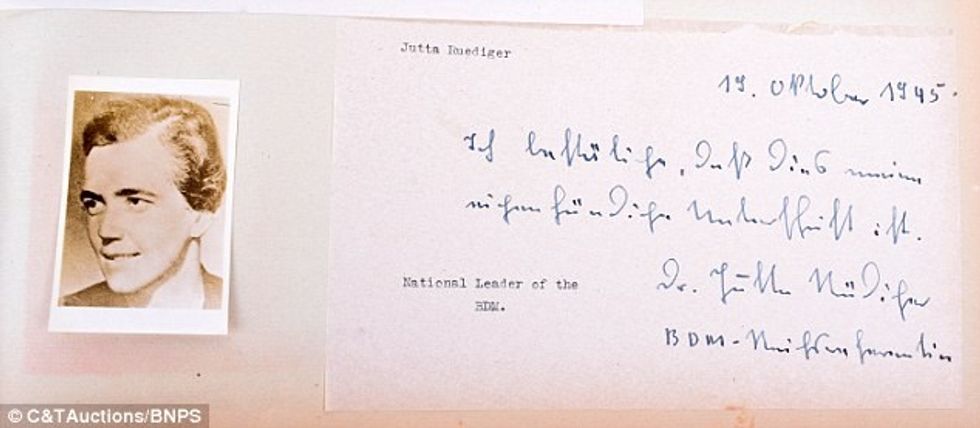 Jutta Ruediger
19. Oktober 1945.
Ich bestätige, daß dies meine
eigenhändige Unterschrift ist.
National Leader of the
BDM.
Dr. Jutta Rüdiger
BDM-Reichsreferentin
© C&TAuctions/BNPS